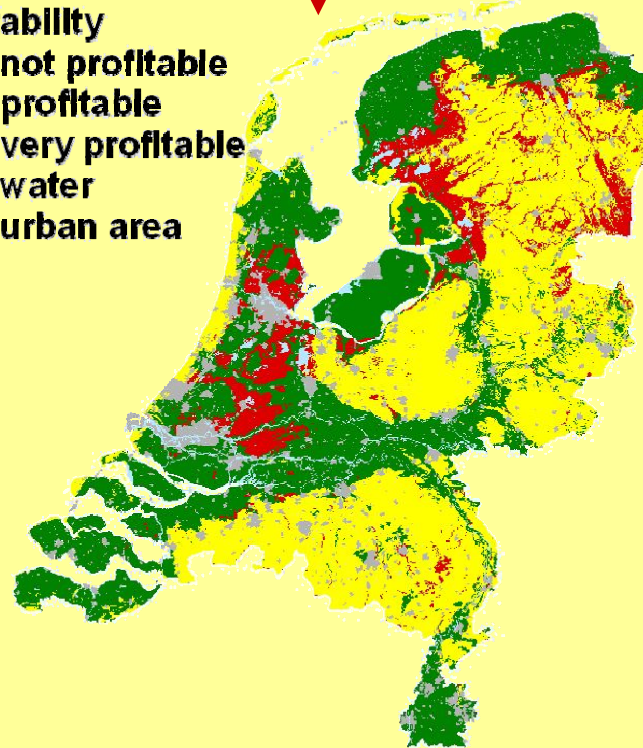 ability
not profitable
profitable
very profitable
water
urban area